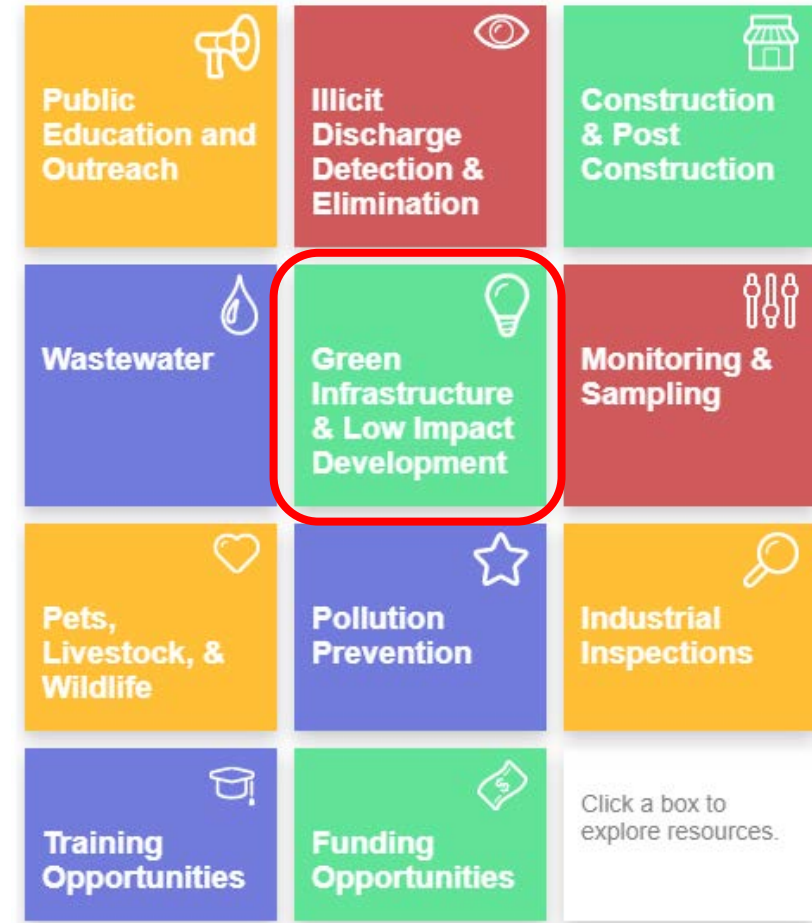 Public
Education and
Outreach
Illicit
Discharge
Detection &
Elimination
Construction
& Post
Construction
Wastewater
Green
Infrastructure
& Low Impact
Development
Monitoring &
Sampling
Pets,
Livestock, &
Wildlife
Pollution
Prevention
Industrial
Inspections
Training
Opportunities
Funding
Opportunities
Click a box to
explore resources.